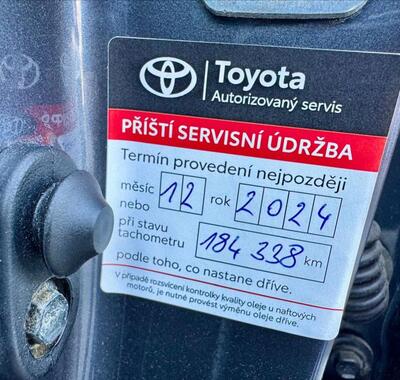 Toyota
Autorizovaný servis
PŘÍŠTÍ SERVISNÍ ÚDRŽBA
Termín provedení nejpozději
měsíc 12 rok 2024
nebo
při stavu
tachometru 184 338 km
podle toho, co nastane dříve.
V případě rozsvícení kontrolky kvality oleje u naftových
motorů, je nutné provést výměnu oleje dříve.